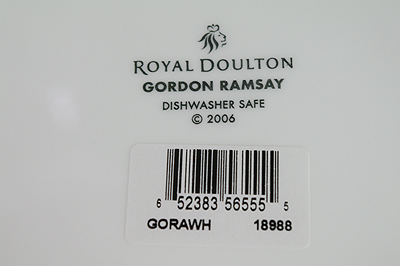 ROYAL DOULTON
GORDON RAMSAY
DISHWASHER SAFE
© 2006
6 52383 56555 5
GORAWH 18988